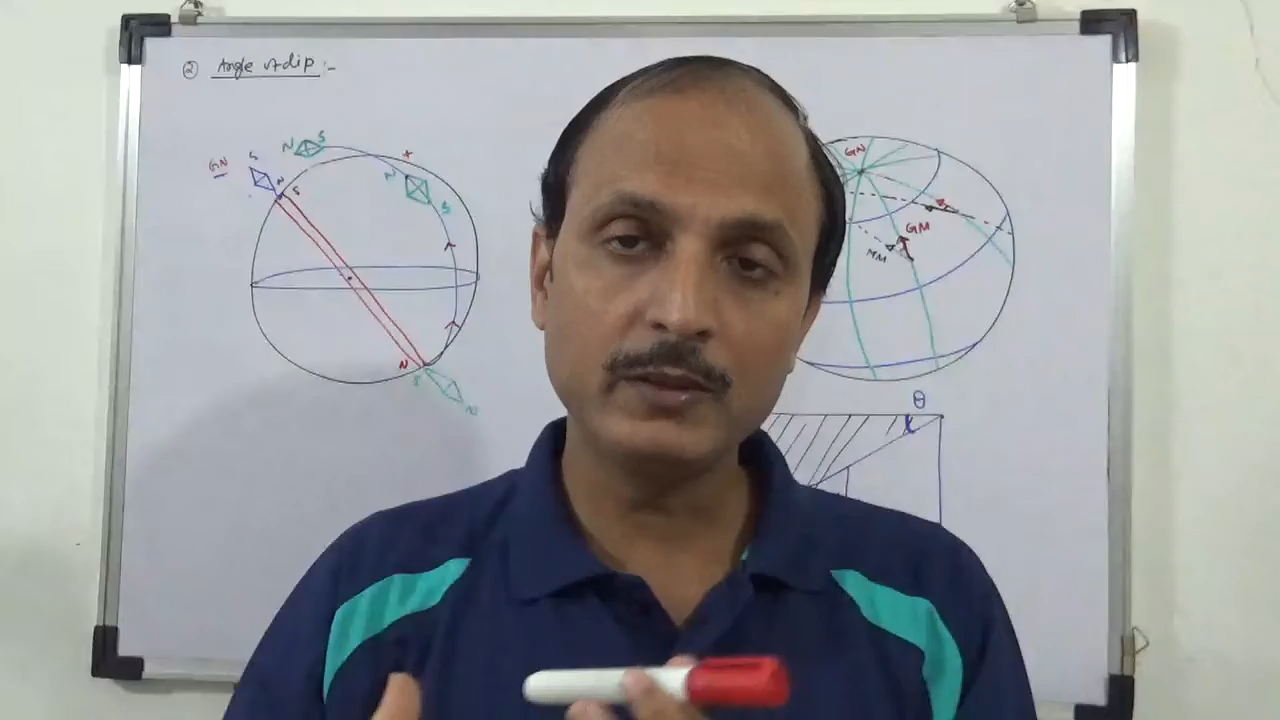 ② Angle of dip :-
N S
GN S N S
+
N S
N
S N
GN
GM
MM
θ